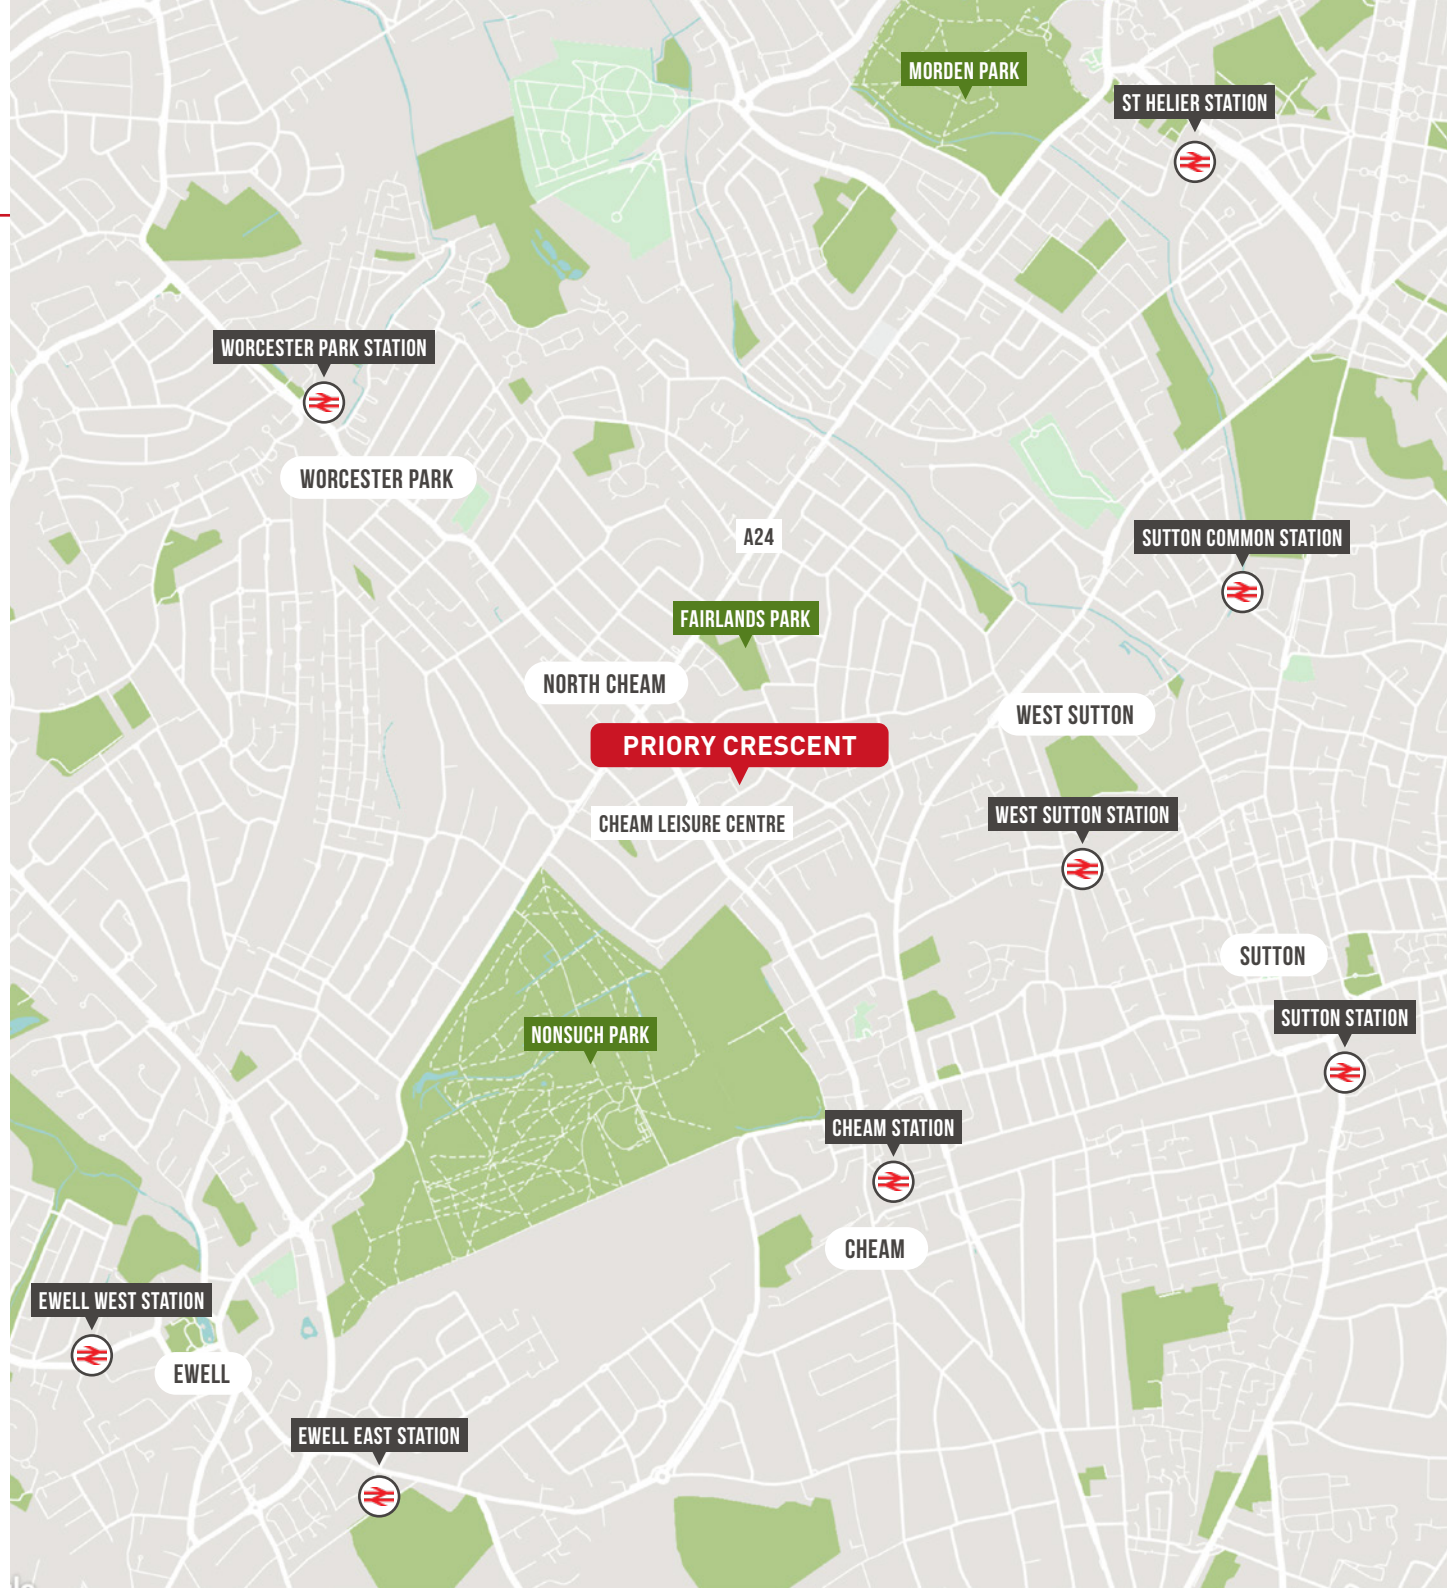 MORDEN PARK
ST HELIER STATION
WORCESTER PARK STATION
WORCESTER PARK
A24
SUTTON COMMON STATION
FAIRLANDS PARK
NORTH CHEAM
WEST SUTTON
PRIORY CRESCENT
WEST SUTTON STATION
CHEAM LEISURE CENTRE
SUTTON
SUTTON STATION
NONSUCH PARK
CHEAM STATION
CHEAM
EWELL WEST STATION
EWELL
EWELL EAST STATION